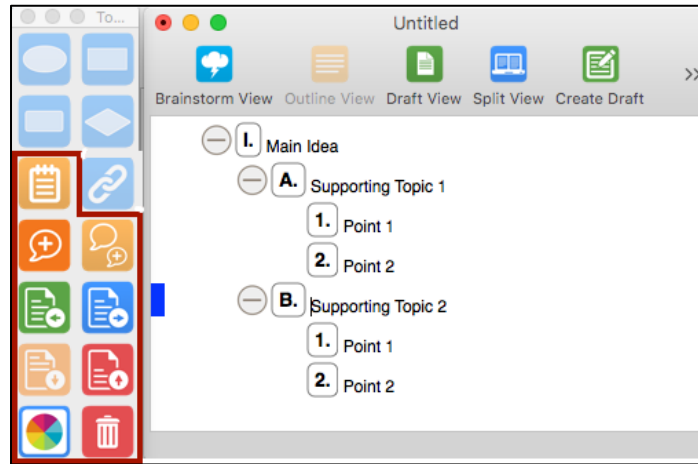 To... Untitled
Brainstorm View Outline View Draft View Split View Create Draft
I. Main Idea
A. Supporting Topic 1
1. Point 1
2. Point 2
B. Supporting Topic 2
1. Point 1
2. Point 2